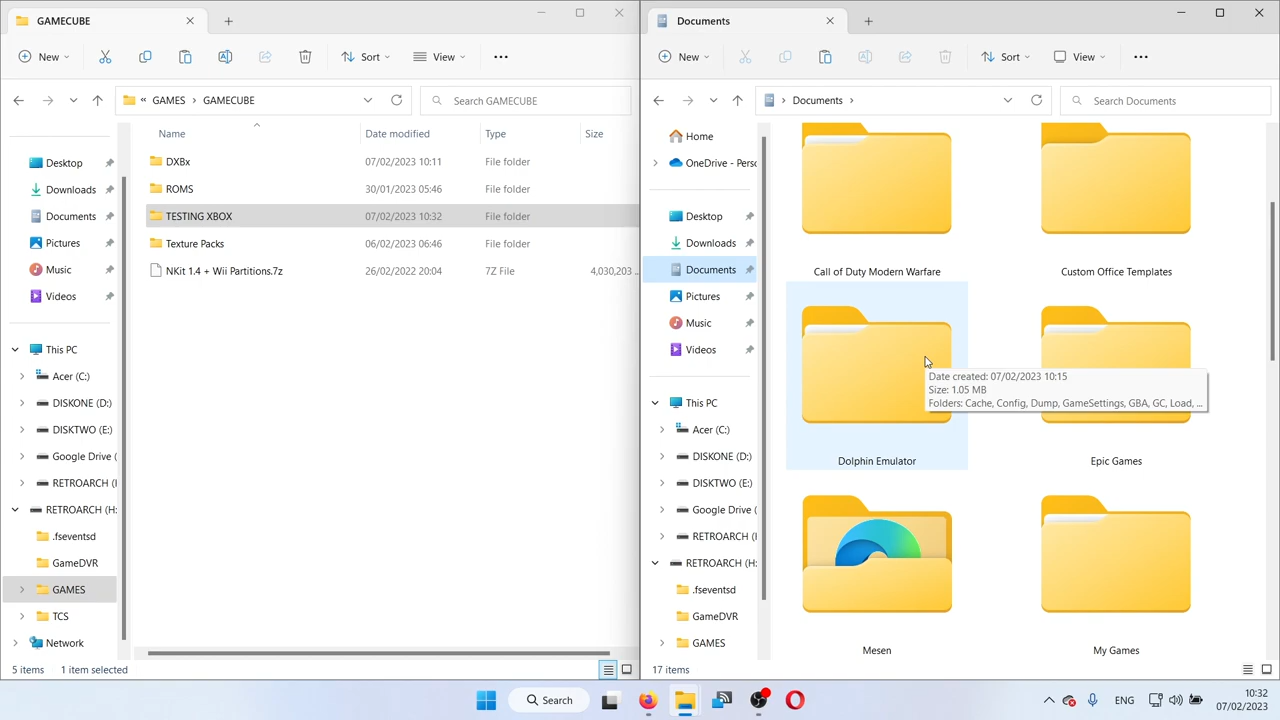 GAMECUBE
New
Sort
View
« GAMES > GAMECUBE
Search GAMECUBE
Name
Date modified
Type
Size
DXBx 07/02/2023 10:11 File folder
ROMS 30/01/2023 05:46 File folder
TESTING XBOX 07/02/2023 10:32 File folder
Texture Packs 06/02/2023 06:46 File folder
NKit 1.4 + Wii Partitions.7z 26/02/2022 20:04 7Z File 4,030,203 ...
Desktop
Downloads
Documents
Pictures
Music
Videos
This PC
Acer (C:)
DISKONE (D:)
DISKTWO (E:)
Google Drive (
RETROARCH (
RETROARCH (H:
.fseventsd
GameDVR
GAMES
TCS
Network
5 items
1 item selected
Documents
New
Sort
View
Documents >
Search Documents
Home
OneDrive - Perso
Desktop
Downloads
Documents
Pictures
Music
Videos
This PC
Acer (C:)
DISKONE (D:)
DISKTWO (E:)
Google Drive (
RETROARCH (
RETROARCH (H:
.fseventsd
GameDVR
GAMES
Call of Duty Modern Warfare
Custom Office Templates
Date created: 07/02/2023 10:15
Size: 1.05 MB
Folders: Cache, Config, Dump, GameSettings, GBA, GC, Load, ...
Dolphin Emulator
Epic Games
Mesen
My Games
17 items
Search
ENG
10:32
07/02/2023